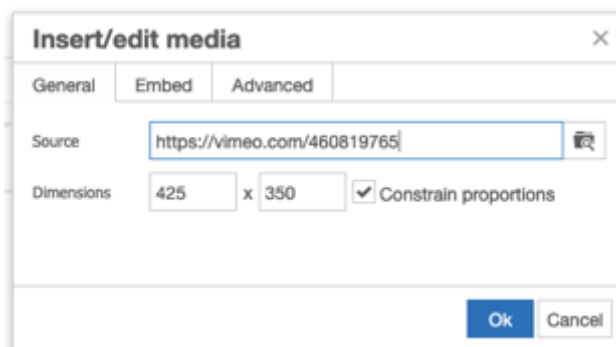 Insert/edit media ×
General Embed Advanced
Source https://vimeo.com/460819765
Dimensions 425 x 350 Constrain proportions
Ok Cancel